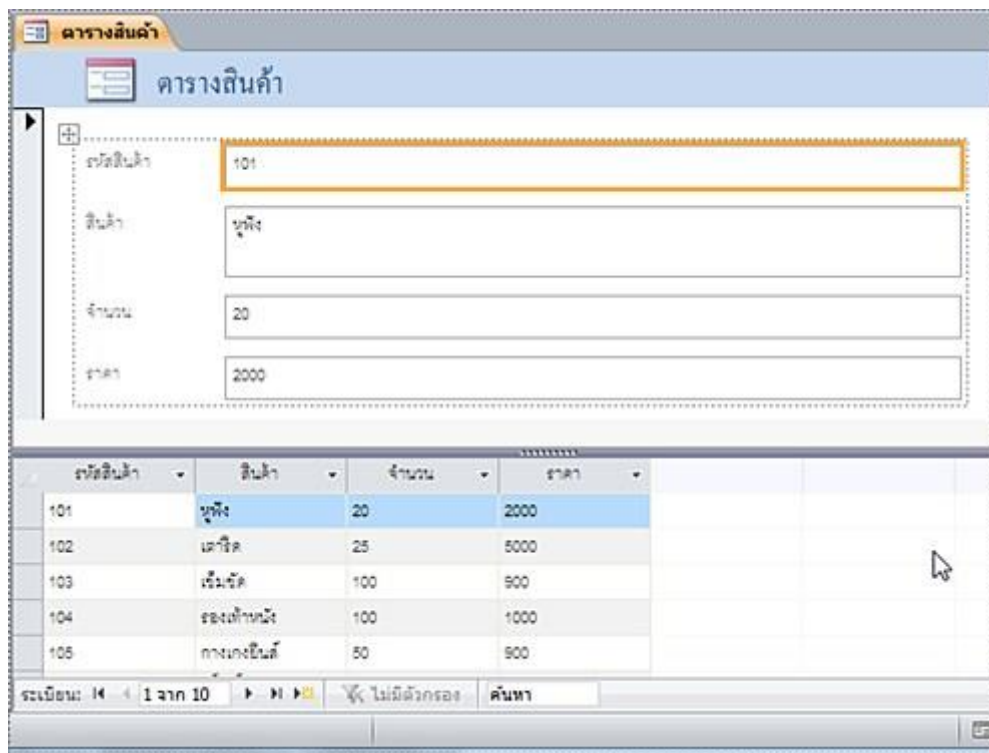 ตารางสินค้า
ตารางสินค้า
รหัสสินค้า 101
สินค้า หูฟัง
จำนวน 20
ราคา 2000
รหัสสินค้า สินค้า จำนวน ราคา
101 หูฟัง 20 2000
102 เตารีด 25 5000
103 เข็มขัด 100 900
104 รองเท้าหนัง 100 1000
105 กางเกงยีนส์ 50 900
ระเบียน: 1 จาก 10 ไม่มีตัวกรอง ค้นหา